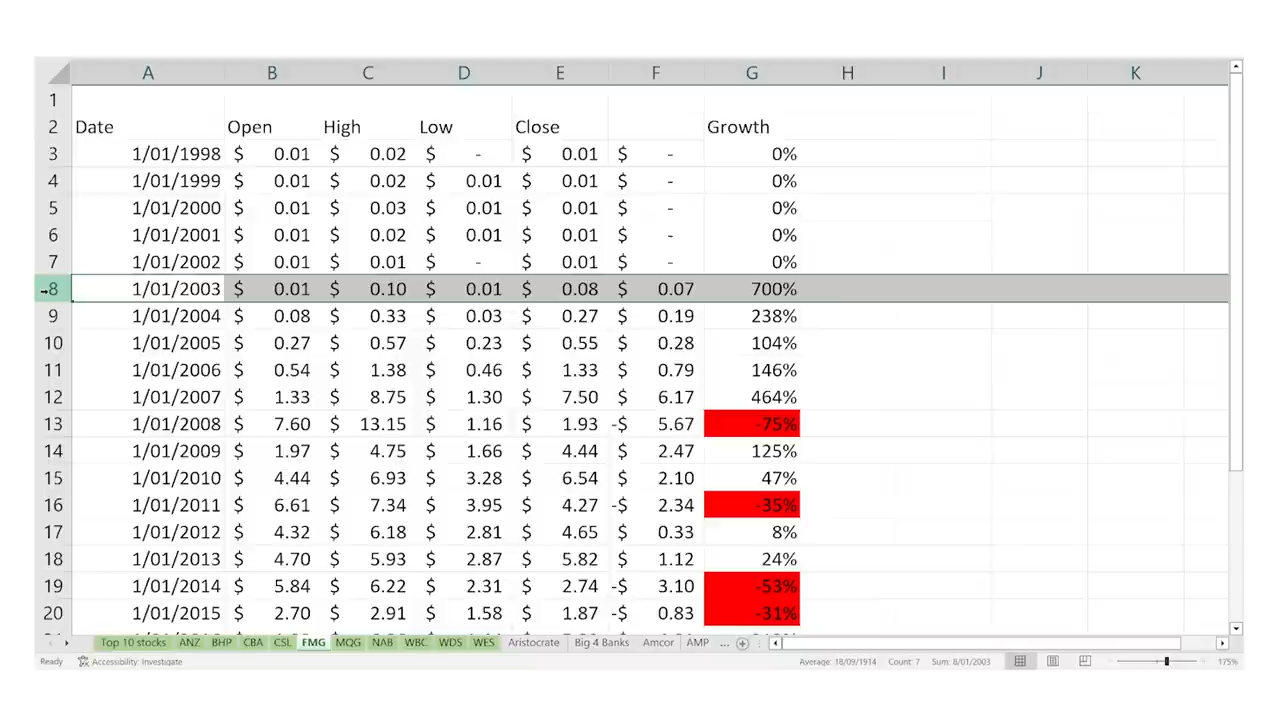 A B C D E F G H I J K
1
2 Date Open High Low Close Growth
3 1/01/1998 $ 0.01 $ 0.02 $ - $ 0.01 $ - 0%
4 1/01/1999 $ 0.01 $ 0.02 $ 0.01 $ 0.01 $ - 0%
5 1/01/2000 $ 0.01 $ 0.03 $ 0.01 $ 0.01 $ - 0%
6 1/01/2001 $ 0.01 $ 0.02 $ 0.01 $ 0.01 $ - 0%
7 1/01/2002 $ 0.01 $ 0.01 $ - $ 0.01 $ - 0%
8 1/01/2003 $ 0.01 $ 0.10 $ 0.01 $ 0.08 $ 0.07 700%
9 1/01/2004 $ 0.08 $ 0.33 $ 0.03 $ 0.27 $ 0.19 238%
10 1/01/2005 $ 0.27 $ 0.57 $ 0.23 $ 0.55 $ 0.28 104%
11 1/01/2006 $ 0.54 $ 1.38 $ 0.46 $ 1.33 $ 0.79 146%
12 1/01/2007 $ 1.33 $ 8.75 $ 1.30 $ 7.50 $ 6.17 464%
13 1/01/2008 $ 7.60 $ 13.15 $ 1.16 $ 1.93 -$ 5.67 -75%
14 1/01/2009 $ 1.97 $ 4.75 $ 1.66 $ 4.44 $ 2.47 125%
15 1/01/2010 $ 4.44 $ 6.93 $ 3.28 $ 6.54 $ 2.10 47%
16 1/01/2011 $ 6.61 $ 7.34 $ 3.95 $ 4.27 -$ 2.34 -35%
17 1/01/2012 $ 4.32 $ 6.18 $ 2.81 $ 4.65 $ 0.33 8%
18 1/01/2013 $ 4.70 $ 5.93 $ 2.87 $ 5.82 $ 1.12 24%
19 1/01/2014 $ 5.84 $ 6.22 $ 2.31 $ 2.74 -$ 3.10 -53%
20 1/01/2015 $ 2.70 $ 2.91 $ 1.58 $ 1.87 -$ 0.83 -31%
Top 10 stocks ANZ BHP CBA CSL FMG MQG NAB WBC WDS WES Aristocrate Big 4 Banks Amcor AMP ...
Ready Accessibility: Investigate Average: 18/09/1914 Count: 7 Sum: 8/01/2003 175%